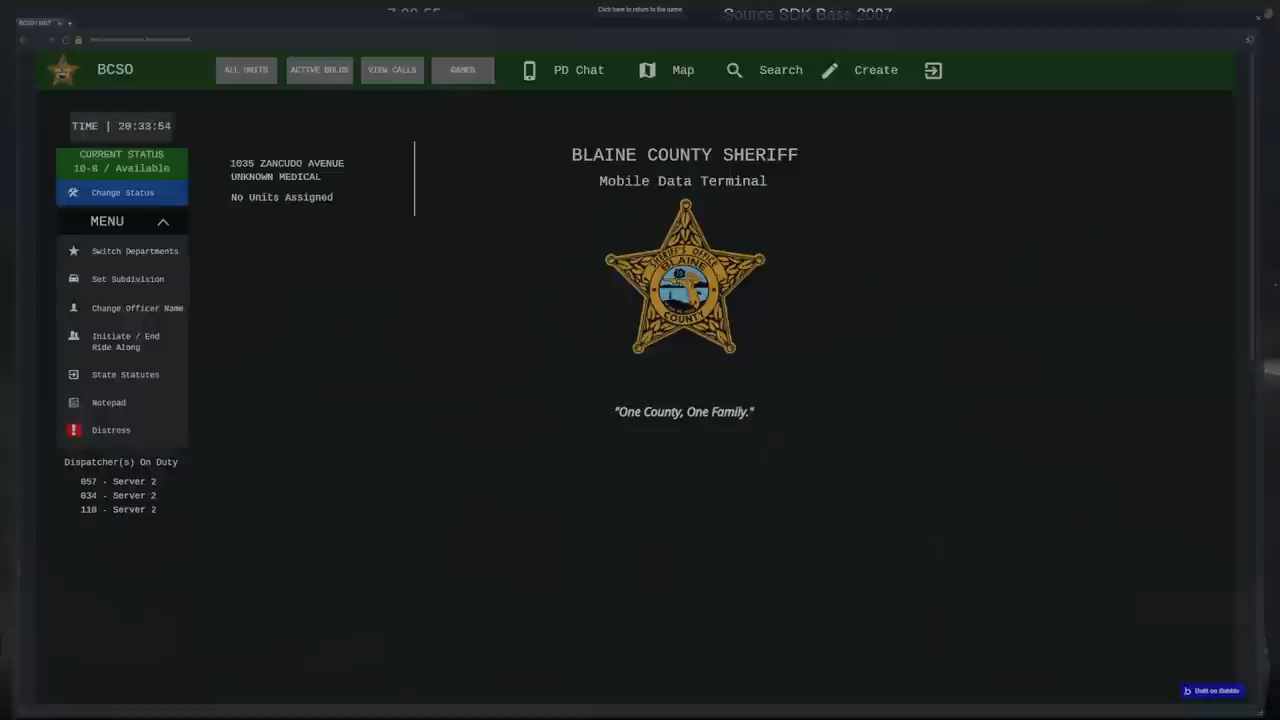 Click here to return to the game
Source SDK Base 2007
BCSO
ALL UNITS
ACTIVE BOLOS
VIEW CALLS
GAMES
PD Chat
Map
Search
Create
TIME | 20:33:54
CURRENT STATUS
10-8 / Available
Change Status
MENU
Switch Departments
Set Subdivision
Change Officer Name
Initiate / End
Ride Along
State Statutes
Notepad
Distress
Dispatcher(s) On Duty
057 - Server 2
034 - Server 2
110 - Server 2
1035 ZANCUDO AVENUE
UNKNOWN MEDICAL
No Units Assigned
BLAINE COUNTY SHERIFF
Mobile Data Terminal
SHERIFF'S OFFICE
BLAINE
COUNTY
"One County, One Family."
Built on Bubble